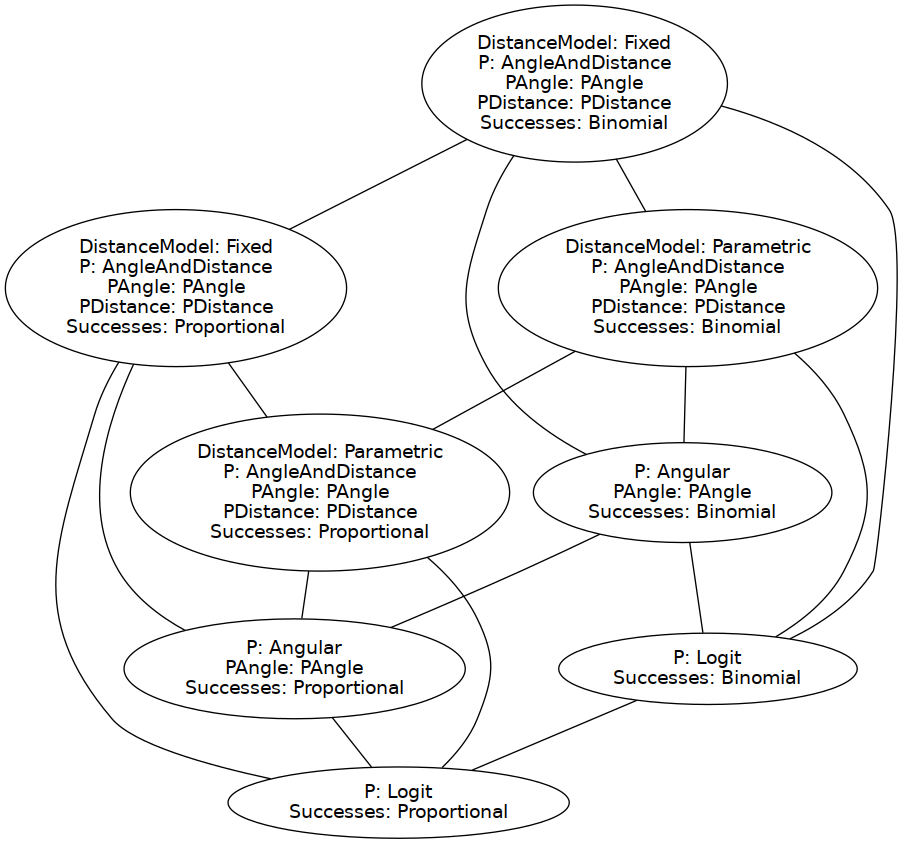 DistanceModel: Fixed
P: AngleAndDistance
PAngle: PAngle
PDistance: PDistance
Successes: Binomial
DistanceModel: Fixed
P: AngleAndDistance
PAngle: PAngle
PDistance: PDistance
Successes: Proportional
DistanceModel: Parametric
P: AngleAndDistance
PAngle: PAngle
PDistance: PDistance
Successes: Binomial
DistanceModel: Parametric
P: AngleAndDistance
PAngle: PAngle
PDistance: PDistance
Successes: Proportional
P: Angular
PAngle: PAngle
Successes: Binomial
P: Angular
PAngle: PAngle
Successes: Proportional
P: Logit
Successes: Binomial
P: Logit
Successes: Proportional